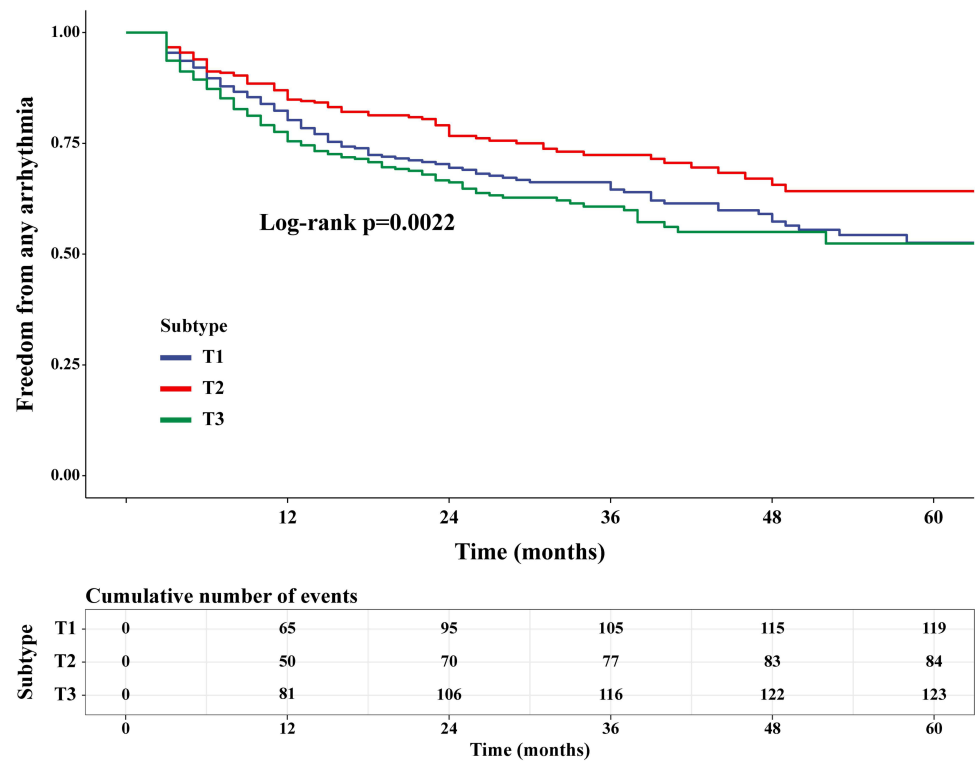 Freedom from any arrhythmia
1.00
0.75
0.50
0.25
0.00
Log-rank p=0.0022
Subtype
T1
T2
T3
12 24 36 48 60
Time (months)
Cumulative number of events
Subtype
T1 0 65 95 105 115 119
T2 0 50 70 77 83 84
T3 0 81 106 116 122 123
0 12 24 36 48 60
Time (months)